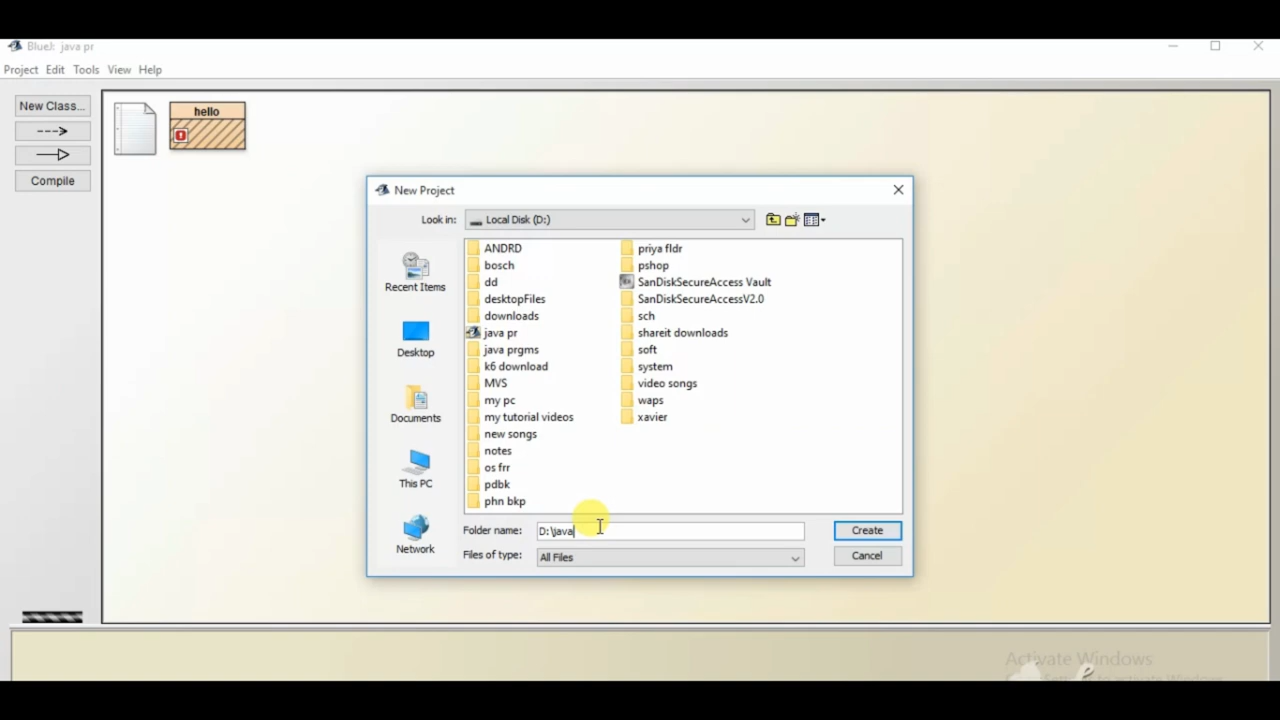 BlueJ: java pr
Project Edit Tools View Help
New Class...
hello
Compile
New Project
Look in: Local Disk (D:)
Recent Items
Desktop
Documents
This PC
Network
ANDRD
bosch
dd
desktopFiles
downloads
java pr
java prgms
k6 download
MVS
my pc
my tutorial videos
new songs
notes
os frr
pdbk
phn bkp
priya fldr
pshop
SanDiskSecureAccess Vault
SanDiskSecureAccessV2.0
sch
shareit downloads
soft
system
video songs
waps
xavier
Folder name: D:\java
Create
Files of type: All Files
Cancel
Activate Windows
to activate Windows